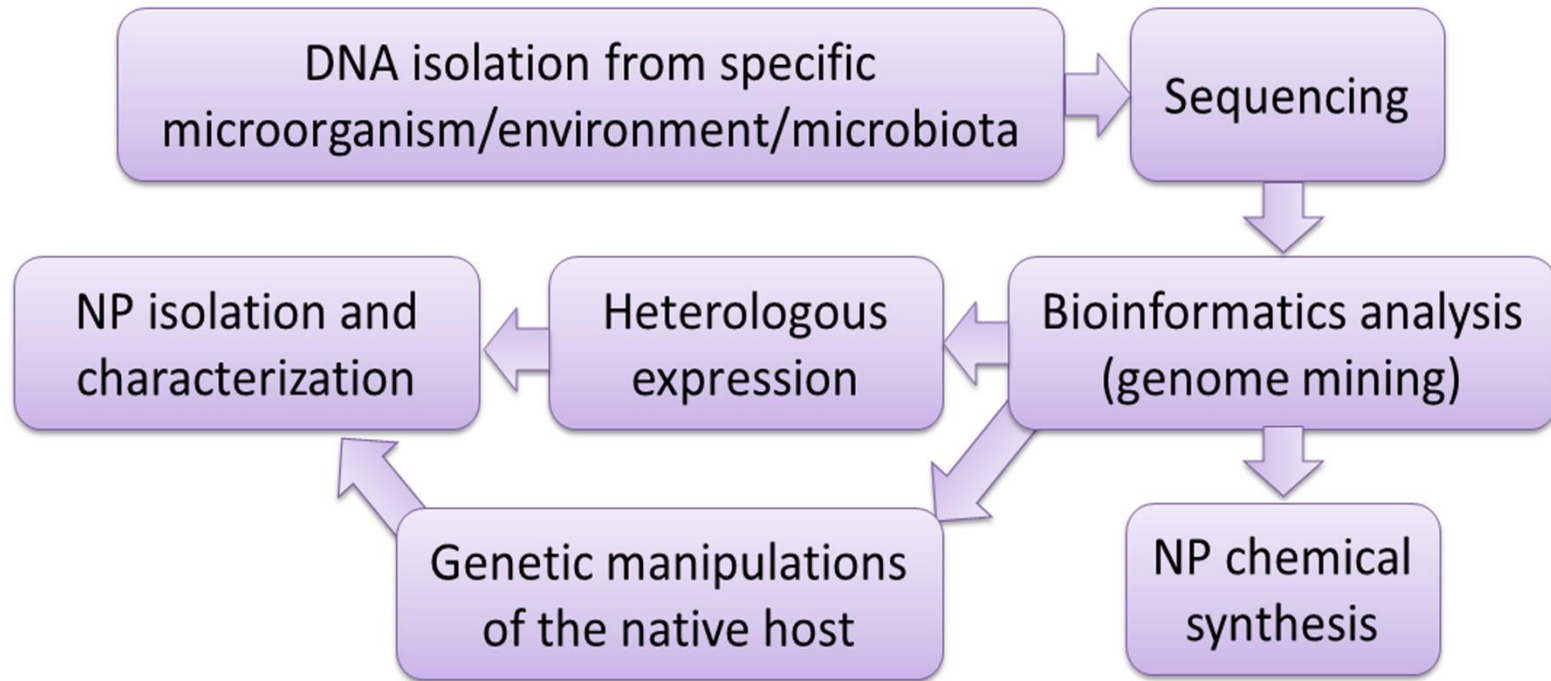 DNA isolation from specific
microorganism/environment/microbiota
Sequencing
Bioinformatics analysis
(genome mining)
Heterologous
expression
NP isolation and
characterization
Genetic manipulations
of the native host
NP chemical
synthesis